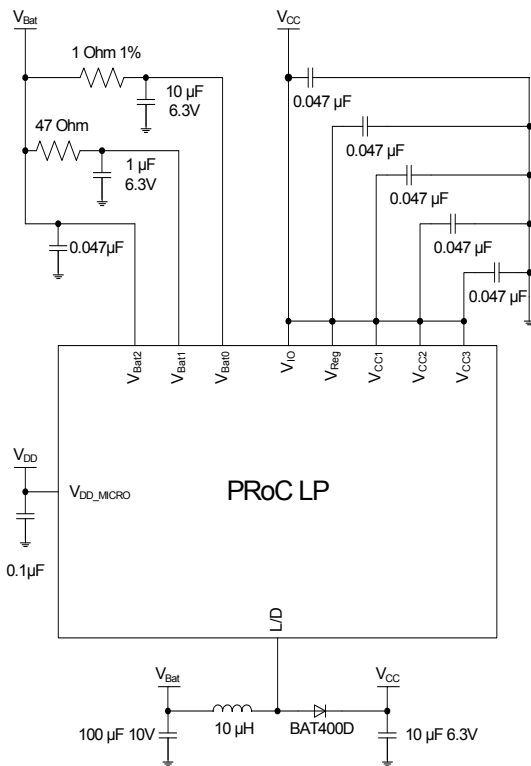 VBat
VCC
1 Ohm 1%
10 µF
6.3V
0.047 µF
47 Ohm
0.047 µF
1 µF
6.3V
0.047 µF
0.047 µF
0.047µF
0.047 µF
VBat2
VBat1
VBat0
VIO
VReg
VCC1
VCC2
VCC3
VDD
VDD_MICRO
PRoC LP
0.1µF
L/D
VBat
VCC
100 µF 10V
10 µH
BAT400D
10 µF 6.3V